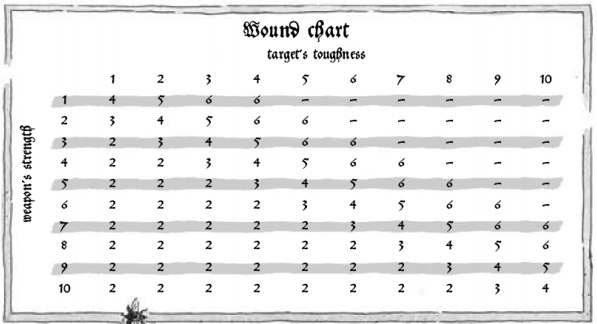 Wound chart
target's toughness
1 2 3 4 5 6 7 8 9 10
weapon's strength
1 4 5 6 6 – – – – – –
2 3 4 5 6 6 – – – – –
3 2 3 4 5 6 6 – – – –
4 2 2 3 4 5 6 6 – – –
5 2 2 2 3 4 5 6 6 – –
6 2 2 2 2 3 4 5 6 6 –
7 2 2 2 2 2 3 4 5 6 6
8 2 2 2 2 2 2 3 4 5 6
9 2 2 2 2 2 2 2 3 4 5
10 2 2 2 2 2 2 2 2 3 4